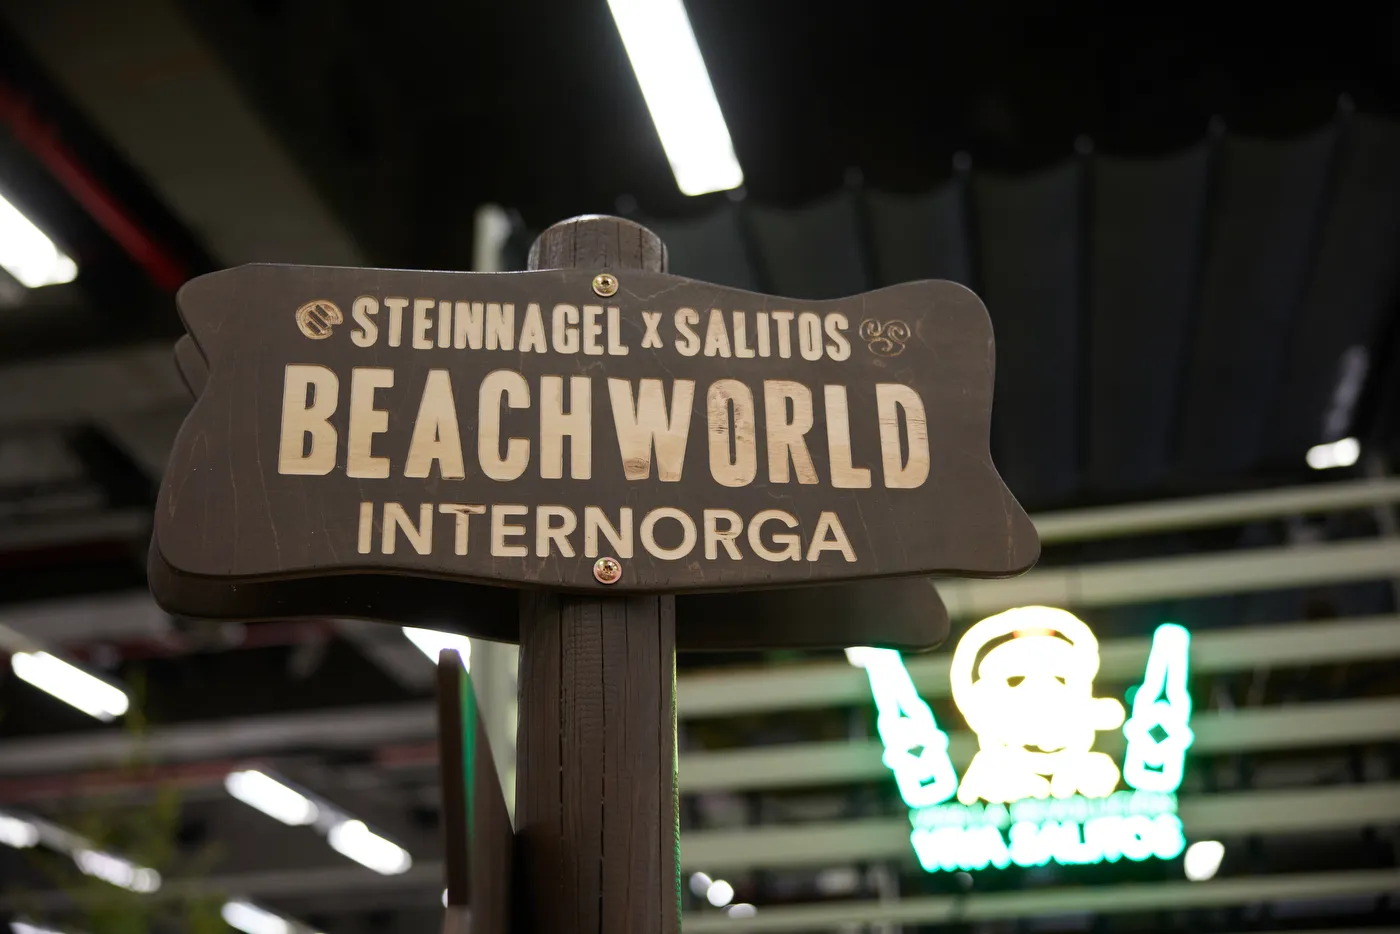 STEINNAGEL X SALITOS
BEACHWORLD
INTERNORGA
VIVA SALITOS